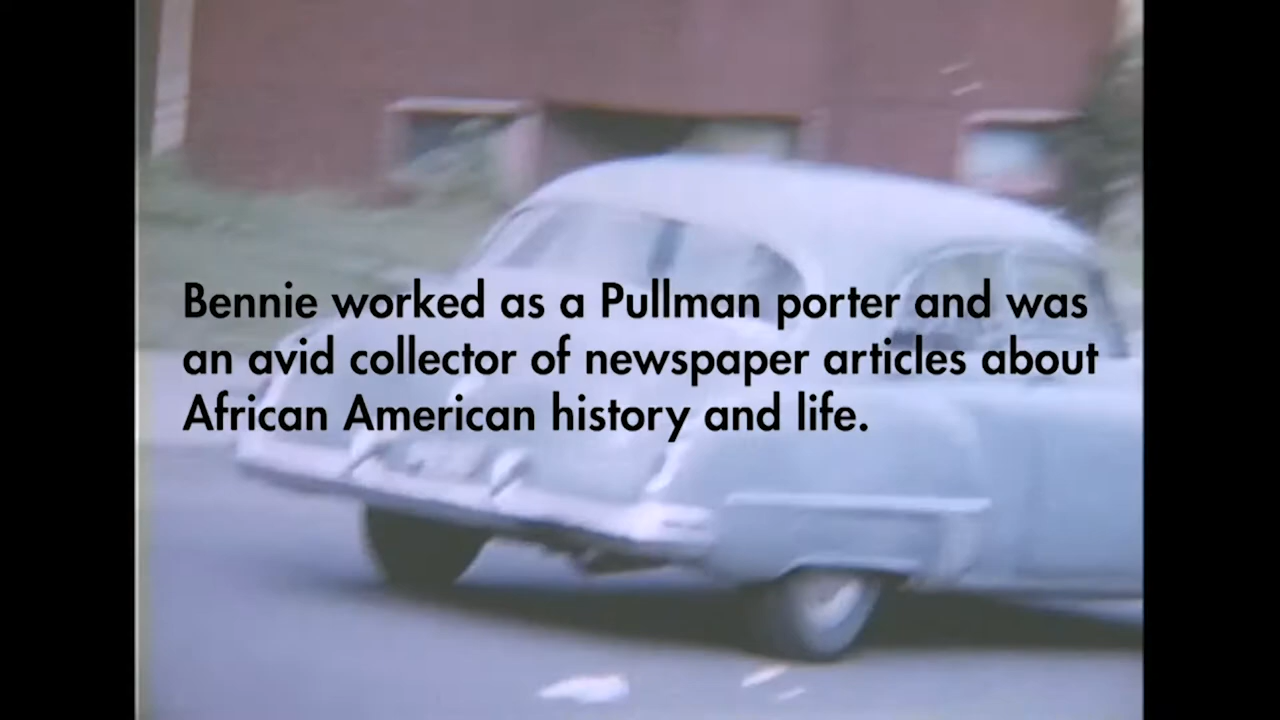 Bennie worked as a Pullman porter and was
an avid collector of newspaper articles about
African American history and life.